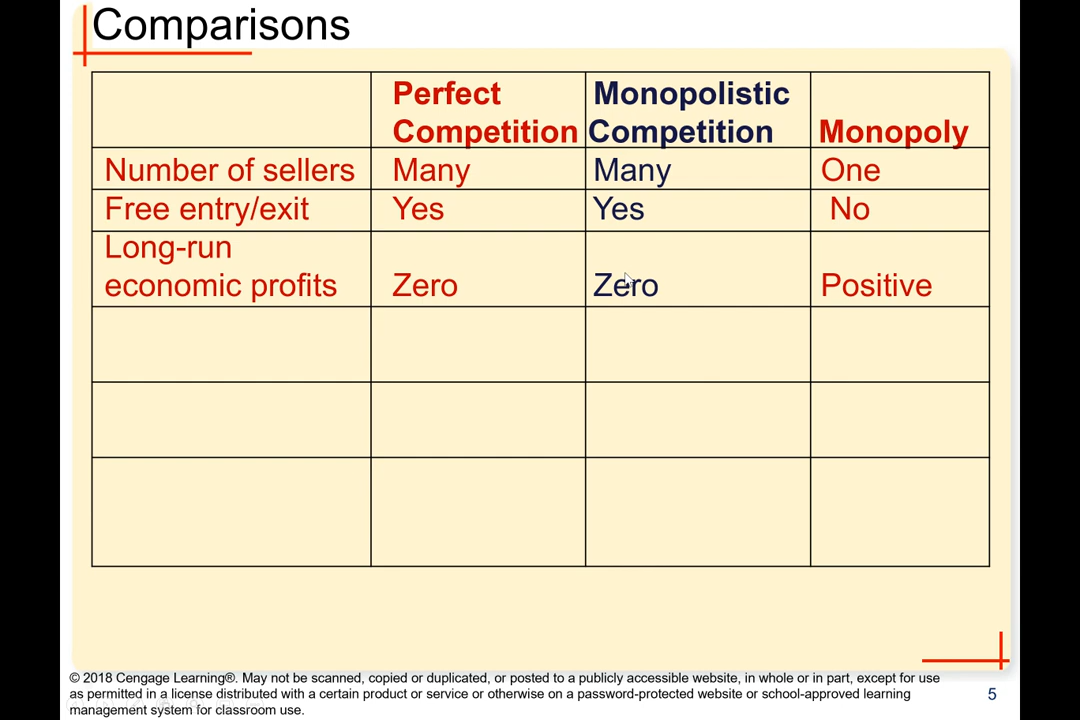 Comparisons
Perfect Competition
Monopolistic Competition
Monopoly
Number of sellers Many Many One
Free entry/exit Yes Yes No
Long-run
economic profits Zero Zero Positive
© 2018 Cengage Learning®. May not be scanned, copied or duplicated, or posted to a publicly accessible website, in whole or in part, except for use
as permitted in a license distributed with a certain product or service or otherwise on a password-protected website or school-approved learning
management system for classroom use.
5